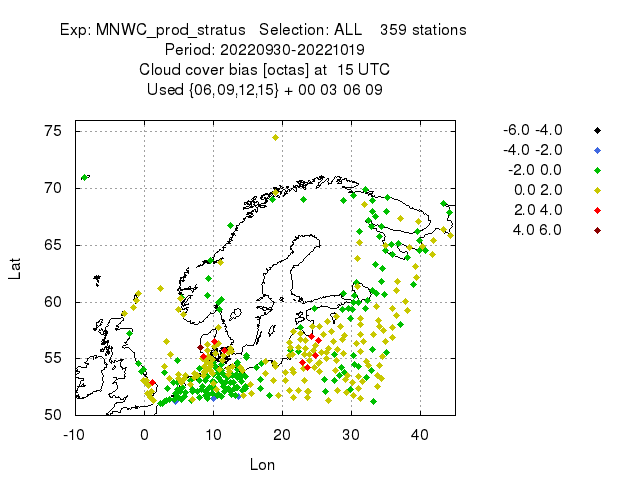 Exp: MNWC_prod_stratus Selection: ALL 359 stations
Period: 20220930-20221019
Cloud cover bias [octas] at 15 UTC
Used {06,09,12,15} + 00 03 06 09
-6.0 -4.0
-4.0 -2.0
-2.0 0.0
0.0 2.0
2.0 4.0
4.0 6.0
75
70
65
60
55
50
Lat
-10 0 10 20 30 40
Lon